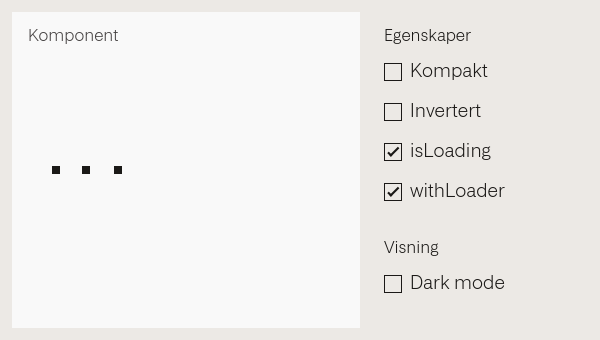 Komponent
Egenskaper
Kompakt
Invertert
isLoading
withLoader
Visning
Dark mode